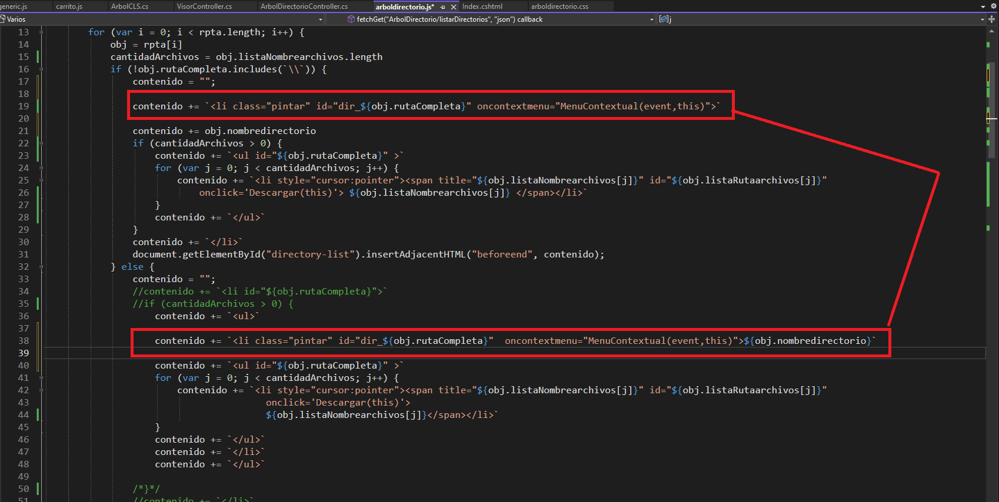 generic.js carrito.js ArbolCLS.cs VisorController.cs ArbolDirectorioController.cs arboldirectorio.js* Index.cshtml arboldirectorio.css
Varios fetchGet("ArbolDirectorio/listarDirectorios", "json") callback j
13 for (var i = 0; i < rpta.length; i++) {
14 obj = rpta[i]
15 cantidadArchivos = obj.listaNombrearchivos.length
16 if (!obj.rutaCompleta.includes(`\\`)) {
17 contenido = "";
18
19 contenido += `<li class="pintar" id="dir_${obj.rutaCompleta}" oncontextmenu="MenuContextual(event,this)">`
20
21 contenido += obj.nombredirectorio
22 if (cantidadArchivos > 0) {
23 contenido += `<ul id="${obj.rutaCompleta}" >`
24 for (var j = 0; j < cantidadArchivos; j++) {
25 contenido += `<li style="cursor:pointer"><span title="${obj.listaNombrearchivos[j]}" id="${obj.listaRutaarchivos[j]}"
26 onclick='Descargar(this)'> ${obj.listaNombrearchivos[j]} </span></li>`
27 }
28 contenido += `</ul>`
29 }
30 contenido += `</li>`
31 document.getElementById("directory-list").insertAdjacentHTML("beforeend", contenido);
32 } else {
33 contenido = "";
34 //contenido += `<li id="${obj.rutaCompleta}">`
35 //if (cantidadArchivos > 0) {
36 contenido += `<ul>`
37
38 contenido += `<li class="pintar" id="dir_${obj.rutaCompleta}"  oncontextmenu="MenuContextual(event,this)">${obj.nombredirectorio}`
39
40 contenido += `<ul id="${obj.rutaCompleta}" >`
41 for (var j = 0; j < cantidadArchivos; j++) {
42 contenido += `<li style="cursor:pointer"><span title="${obj.listaNombrearchivos[j]}" id="${obj.listaRutaarchivos[j]}"
43 onclick='Descargar(this)'>
44 ${obj.listaNombrearchivos[j]}</span></li>`
45 }
46 contenido += `</ul>`
47 contenido += `</li>`
48 contenido += `</ul>`
49
50 /*}*/
51 //contenido += `</li>`